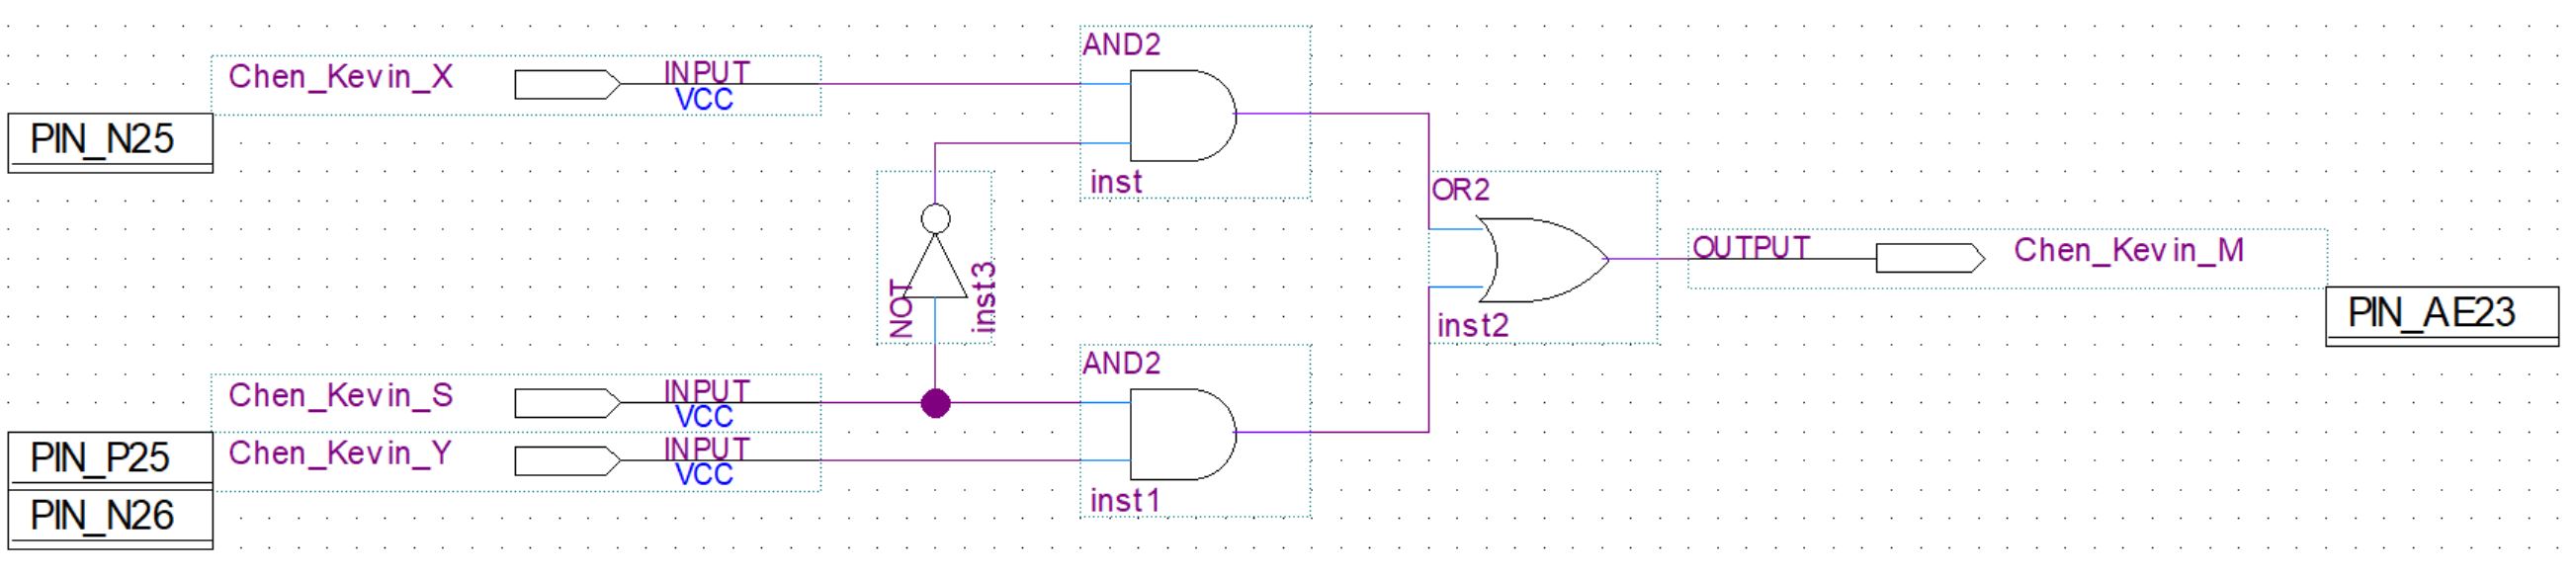 AND2
Chen_Kevin_X
INPUT
VCC
PIN_N25
inst
OR2
NOT
inst3
OUTPUT
Chen_Kevin_M
PIN_AE23
inst2
AND2
Chen_Kevin_S
INPUT
VCC
Chen_Kevin_Y
INPUT
VCC
PIN_P25
PIN_N26
inst1